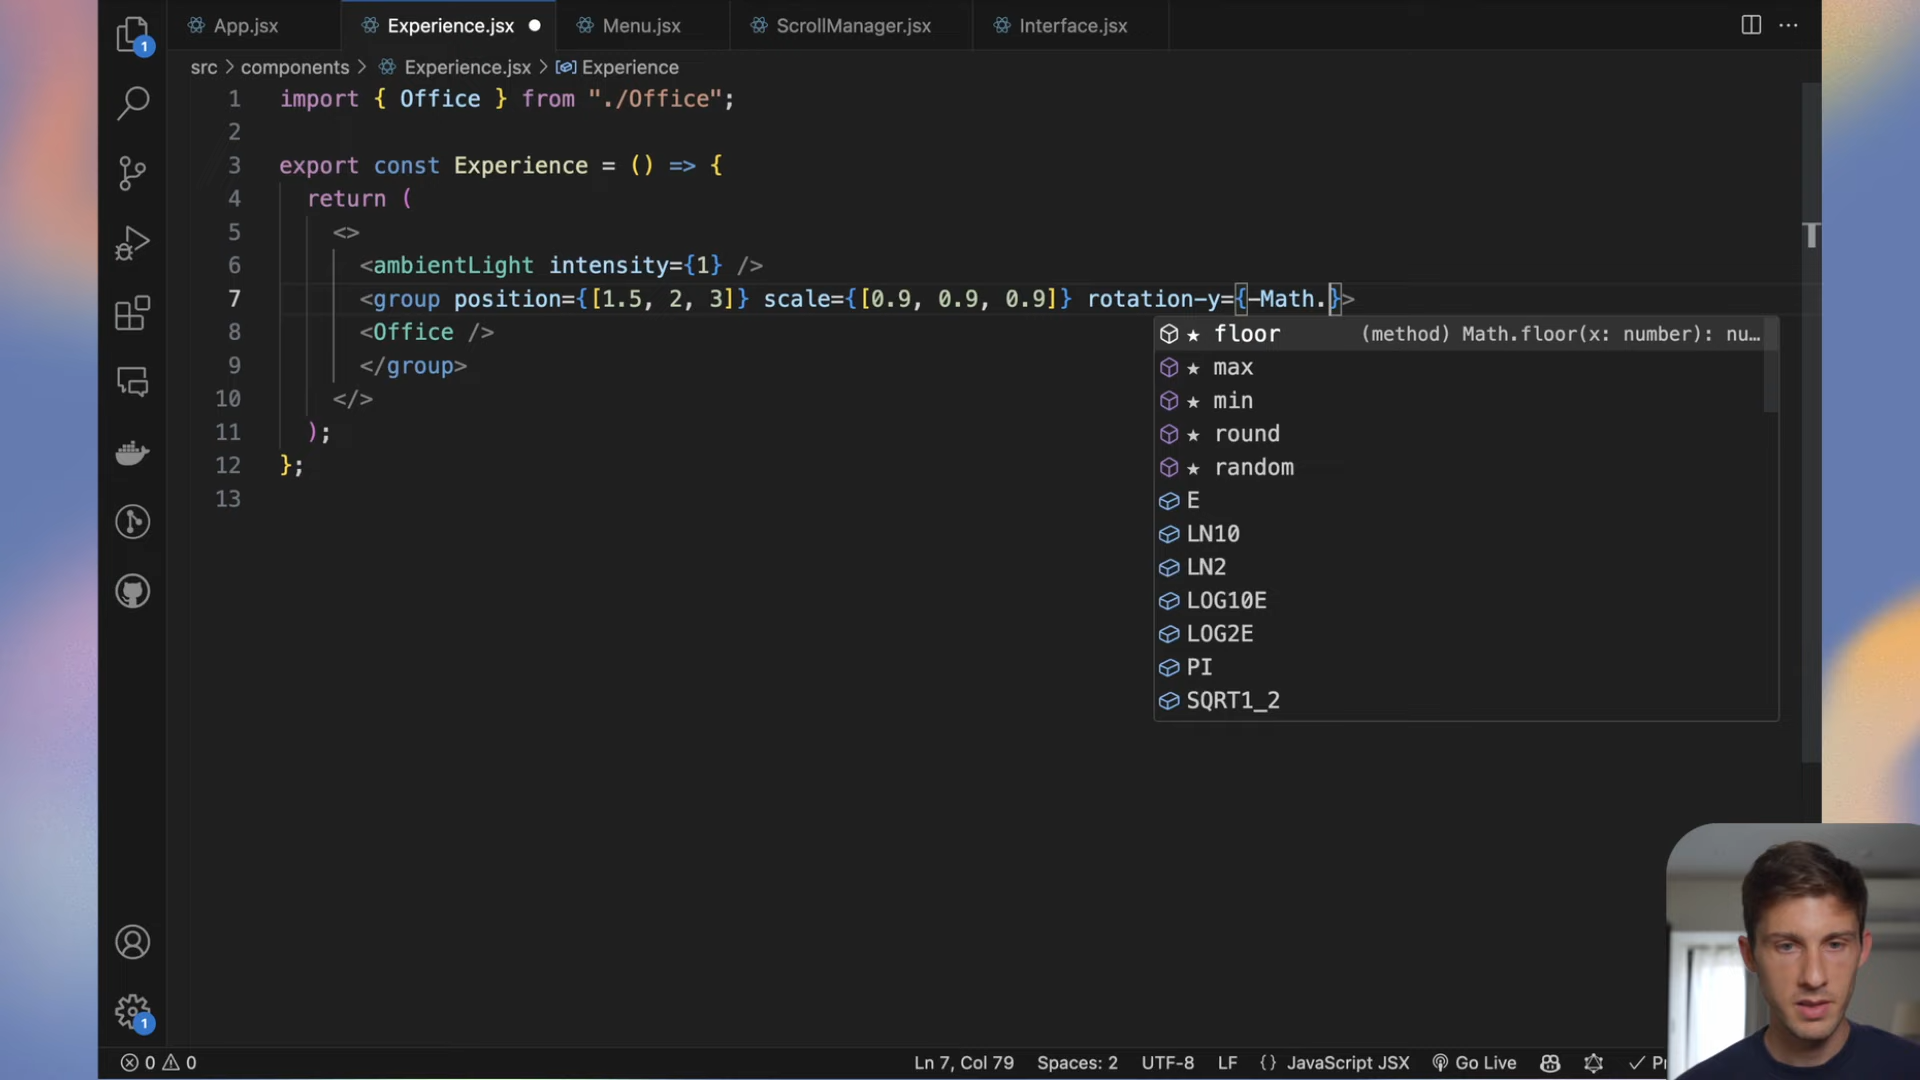 App.jsx Experience.jsx Menu.jsx ScrollManager.jsx Interface.jsx
1
src > components > Experience.jsx > Experience
1 import { Office } from "./Office";
2
3 export const Experience = () => {
4 return (
5 <>
6 <ambientLight intensity={1} />
7 <group position={[1.5, 2, 3]} scale={[0.9, 0.9, 0.9]} rotation-y={-Math.}>
8 <Office />
9 </group>
10 </>
11 );
12 };
13
★ floor (method) Math.floor(x: number): nu…
★ max
★ min
★ round
★ random
E
LN10
LN2
LOG10E
LOG2E
PI
SQRT1_2
1
0 0 Ln 7, Col 79 Spaces: 2 UTF-8 LF {} JavaScript JSX Go Live